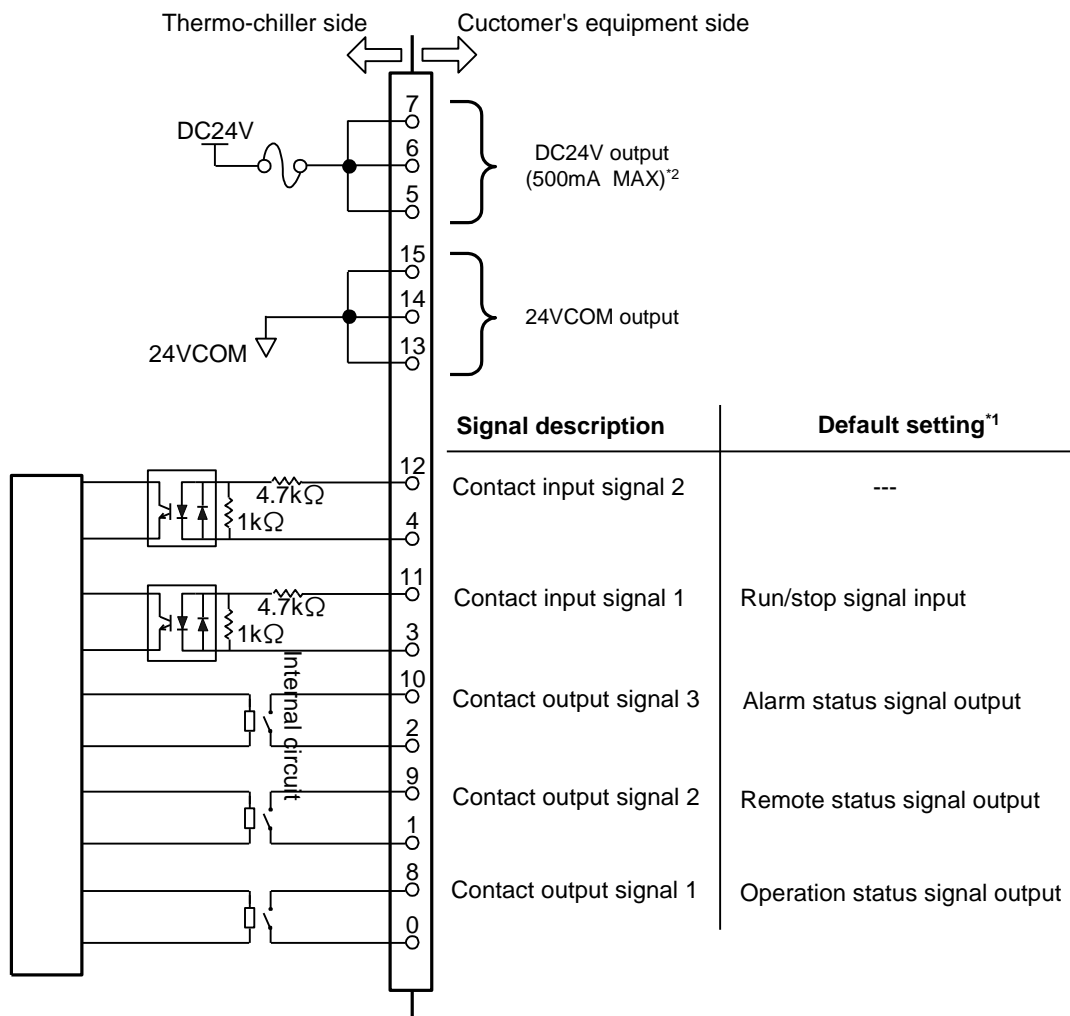 Thermo-chiller side
Cuctomer's equipment side
7
DC24V
6
DC24V output
(500mA MAX)*2
5
15
14
24VCOM output
24VCOM
13
Signal description
Default setting*1
12
4.7kΩ
1kΩ
4
Contact input signal 2
---
11
4.7kΩ
1kΩ
3
Contact input signal 1
Run/stop signal input
Internal circuit
10
2
Contact output signal 3
Alarm status signal output
9
1
Contact output signal 2
Remote status signal output
8
0
Contact output signal 1
Operation status signal output